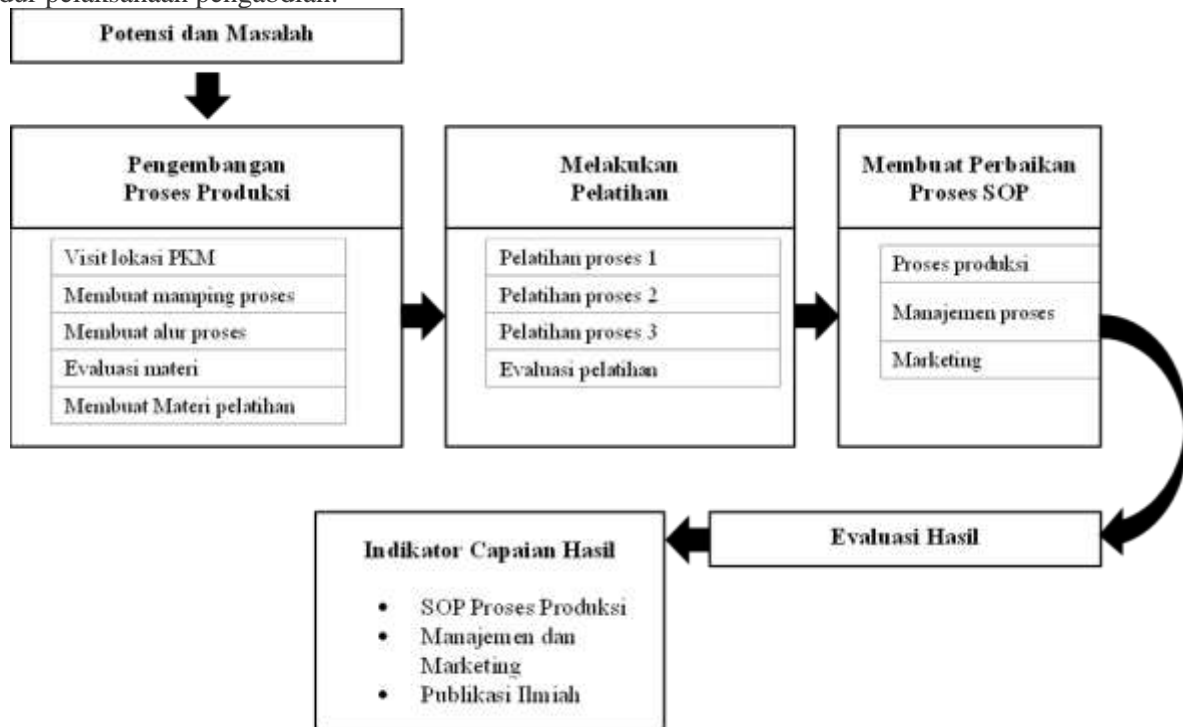 pelaksanaan pengabdian.
Potensi dan Masalah
Pengembangan
Proses Produksi
Visit lokasi PKM
Membuat mamping proses
Membuat alur proses
Evaluasi materi
Membuat Materi pelatihan
Melakukan
Pelatihan
Pelatihan proses 1
Pelatihan proses 2
Pelatihan proses 3
Evaluasi pelatihan
Membuat Perbaikan
Proses SOP
Proses produksi
Manajemen proses
Marketing
Evaluasi Hasil
Indikator Capaian Hasil
• SOP Proses Produksi
• Manajemen dan
Marketing
• Publikasi Ilmiah